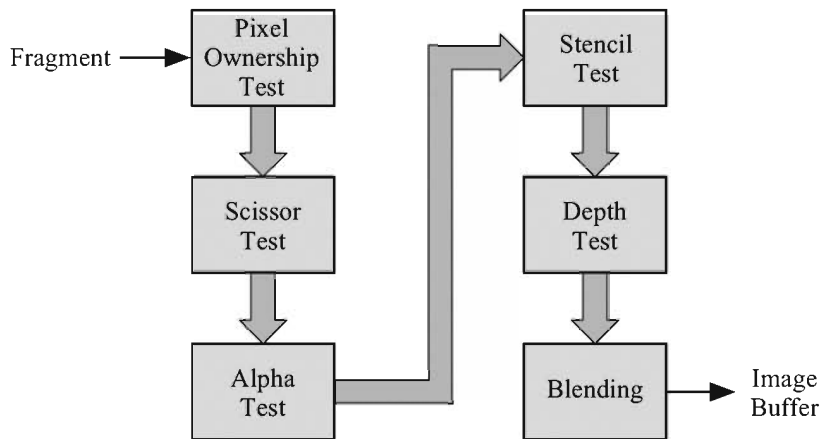 Fragment
Pixel
Ownership
Test
Scissor
Test
Alpha
Test
Stencil
Test
Depth
Test
Blending
Image
Buffer